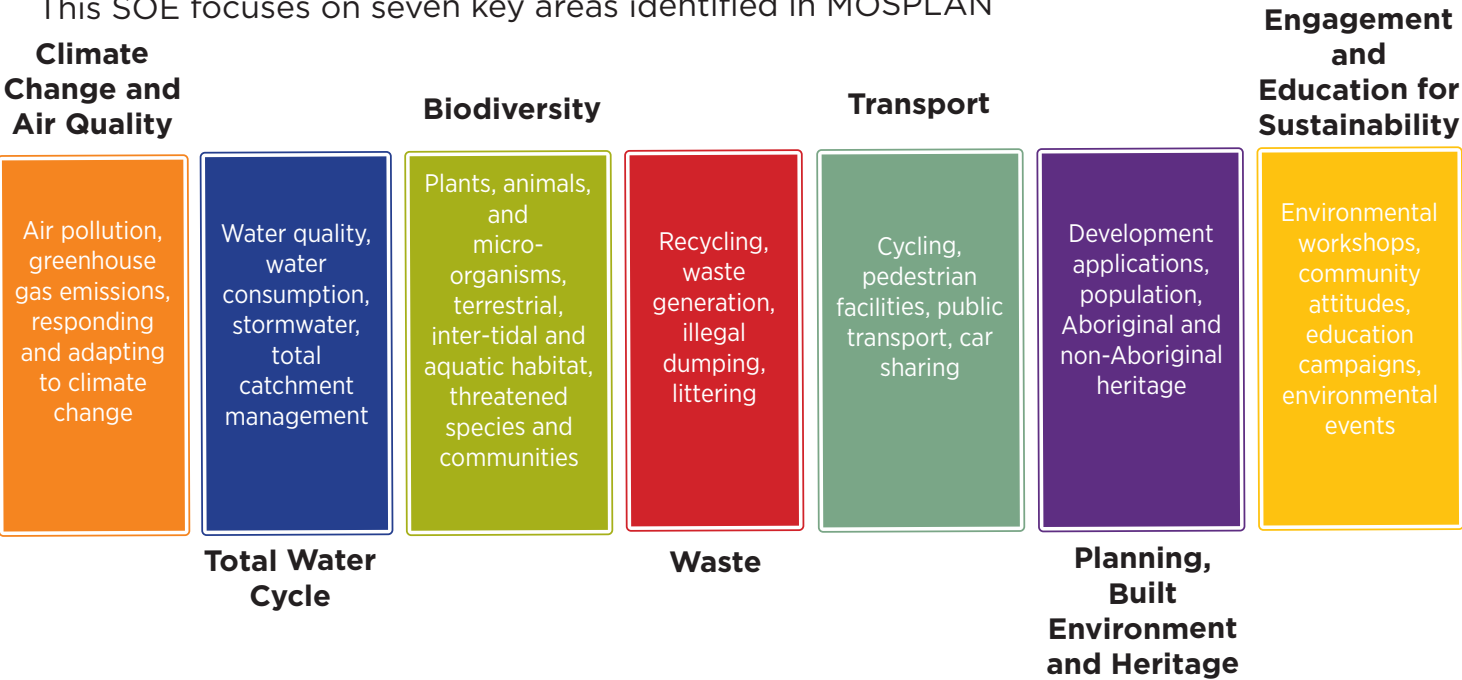 This SOE focuses on seven key areas identified in MOSPLAN
Climate
Change and
Air Quality
Air pollution,
greenhouse
gas emissions,
responding
and adapting
to climate
change
Water quality,
water
consumption,
stormwater,
total
catchment
management
Total Water
Cycle
Biodiversity
Plants, animals,
and
micro-
organisms,
terrestrial,
inter-tidal and
aquatic habitat,
threatened
species and
communities
Recycling,
waste
generation,
illegal
dumping,
littering
Waste
Transport
Cycling,
pedestrian
facilities, public
transport, car
sharing
Development
applications,
population,
Aboriginal and
non-Aboriginal
heritage
Planning,
Built
Environment
and Heritage
Engagement
and
Education for
Sustainability
Environmental
workshops,
community
attitudes,
education
campaigns,
environmental
events